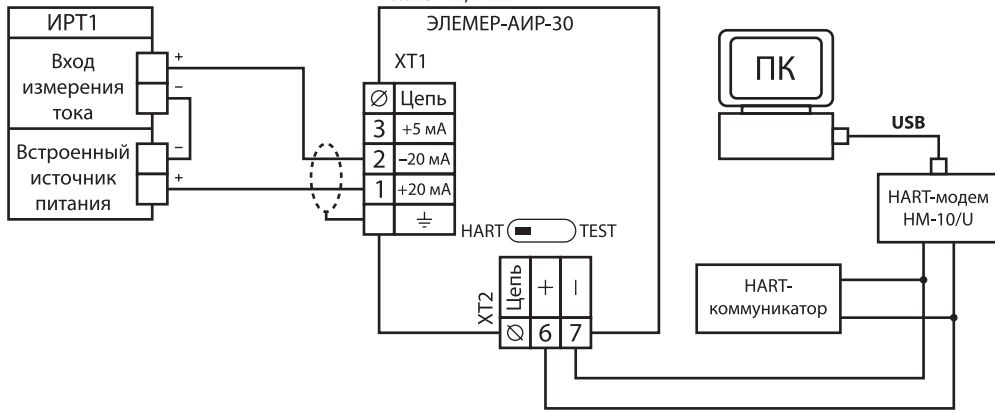 ИРТ1
Вход
измерения
тока
Встроенный
источник
питания
+
–
–
+
ЭЛЕМЕР-АИР-30
XT1
Ø Цепь
3 +5 мА
2 –20 мА
1 +20 мА
HART TEST
XT2
Цепь + –
Ø 6 7
ПК
USB
HART-модем
HM-10/U
HART-
коммуникатор